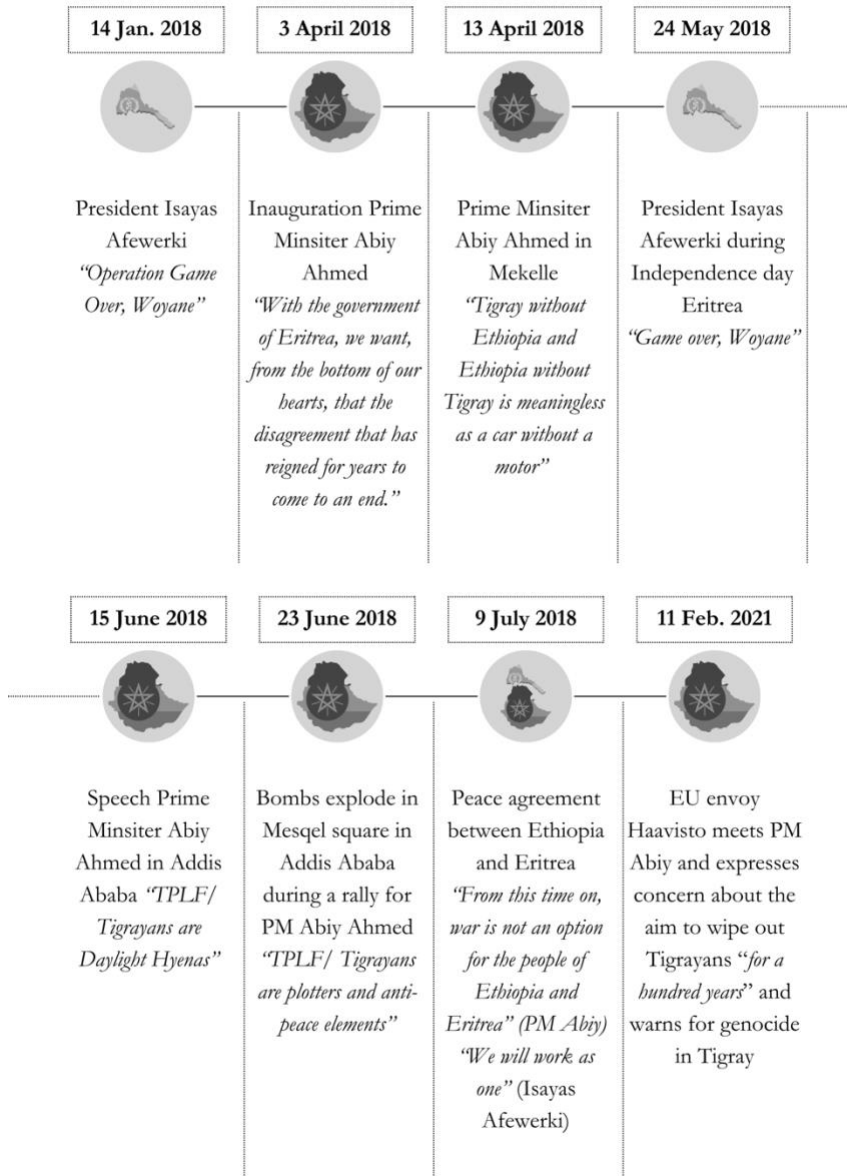 14 Jan. 2018
President Isayas
Afewerki
“Operation Game
Over, Woyane”
3 April 2018
Inauguration Prime
Minsiter Abiy
Ahmed
“With the government
of Eritrea, we want,
from the bottom of our
hearts, that the
disagreement that has
reigned for years to
come to an end.”
13 April 2018
Prime Minsiter
Abiy Ahmed in
Mekelle
“Tigray without
Ethiopia and
Ethiopia without
Tigray is meaningless
as a car without a
motor”
24 May 2018
President Isayas
Afewerki during
Independence day
Eritrea
“Game over, Woyane”
15 June 2018
Speech Prime
Minsiter Abiy
Ahmed in Addis
Ababa “TPLF/
Tigrayans are
Daylight Hyenas”
23 June 2018
Bombs explode in
Mesqel square in
Addis Ababa
during a rally for
PM Abiy Ahmed
“TPLF/ Tigrayans
are plotters and anti-
peace elements”
9 July 2018
Peace agreement
between Ethiopia
and Eritrea
“From this time on,
war is not an option
for the people of
Ethiopia and
Eritrea” (PM Abiy)
“We will work as
one” (Isayas
Afewerki)
11 Feb. 2021
EU envoy
Haavisto meets PM
Abiy and expresses
concern about the
aim to wipe out
Tigrayans “for a
hundred years” and
warns for genocide
in Tigray